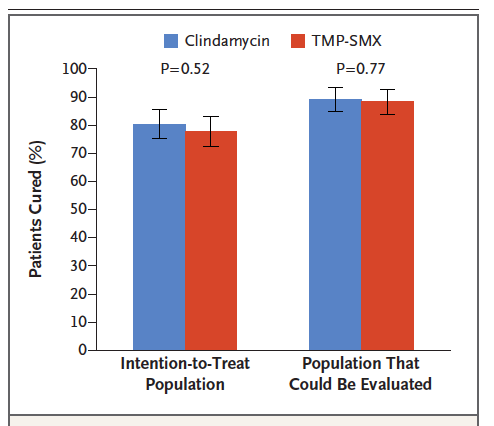 Clindamycin TMP-SMX
P=0.52 P=0.77
Patients Cured (%)
100
90
80
70
60
50
40
30
20
10
0
Intention-to-Treat Population
Population That Could Be Evaluated